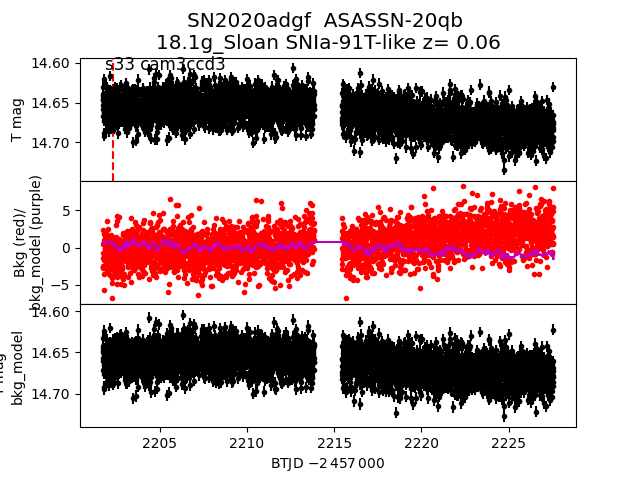 SN2020adgf  ASASSN-20qb
18.1g_Sloan SNIa-91T-like z= 0.06
s33 cam3ccd3
14.60
14.65
14.70
T mag
5
0
−5
Bkg (red)/
bkg_model (purple)
14.60
14.65
14.70
bkg_model
2205
2210
2215
2220
2225
BTJD −2 457 000